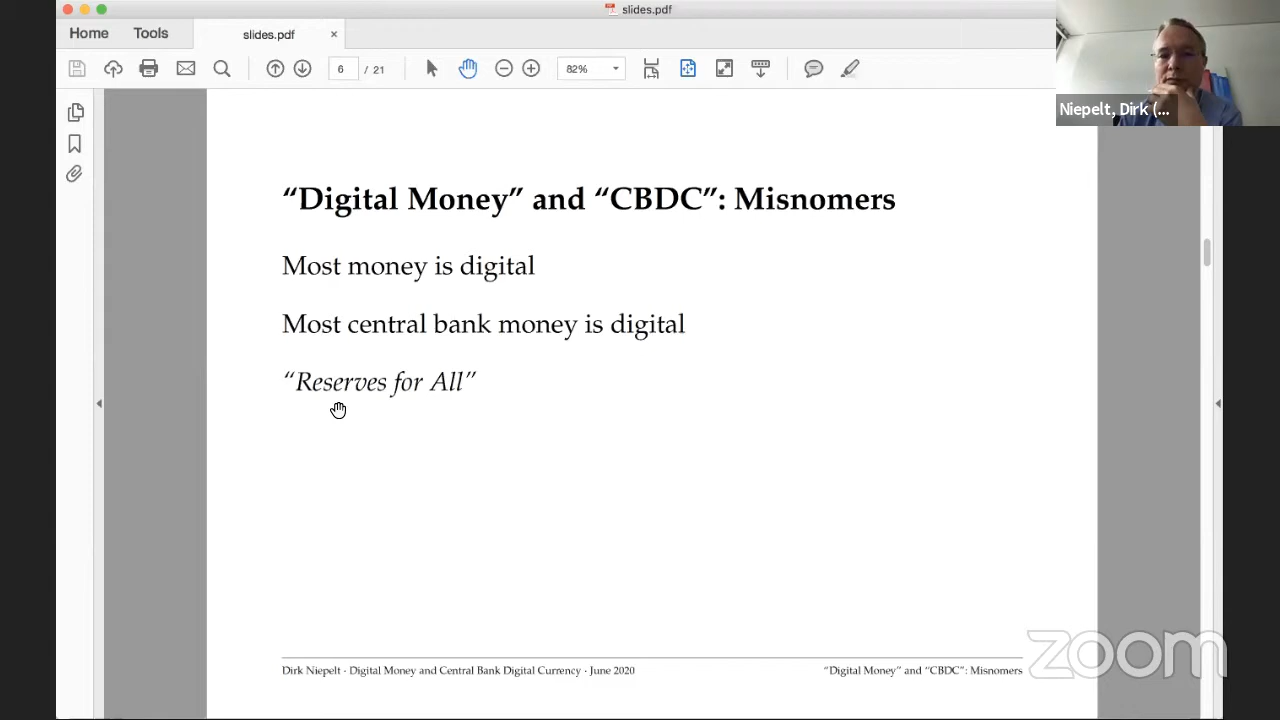 slides.pdf
Home
Tools
slides.pdf
×
6 / 21
82%
Niepelt, Dirk (...
“Digital Money” and “CBDC”: Misnomers
Most money is digital
Most central bank money is digital
“Reserves for All”
Dirk Niepelt · Digital Money and Central Bank Digital Currency · June 2020
“Digital Money” and “CBDC”: Misnomers
zoom